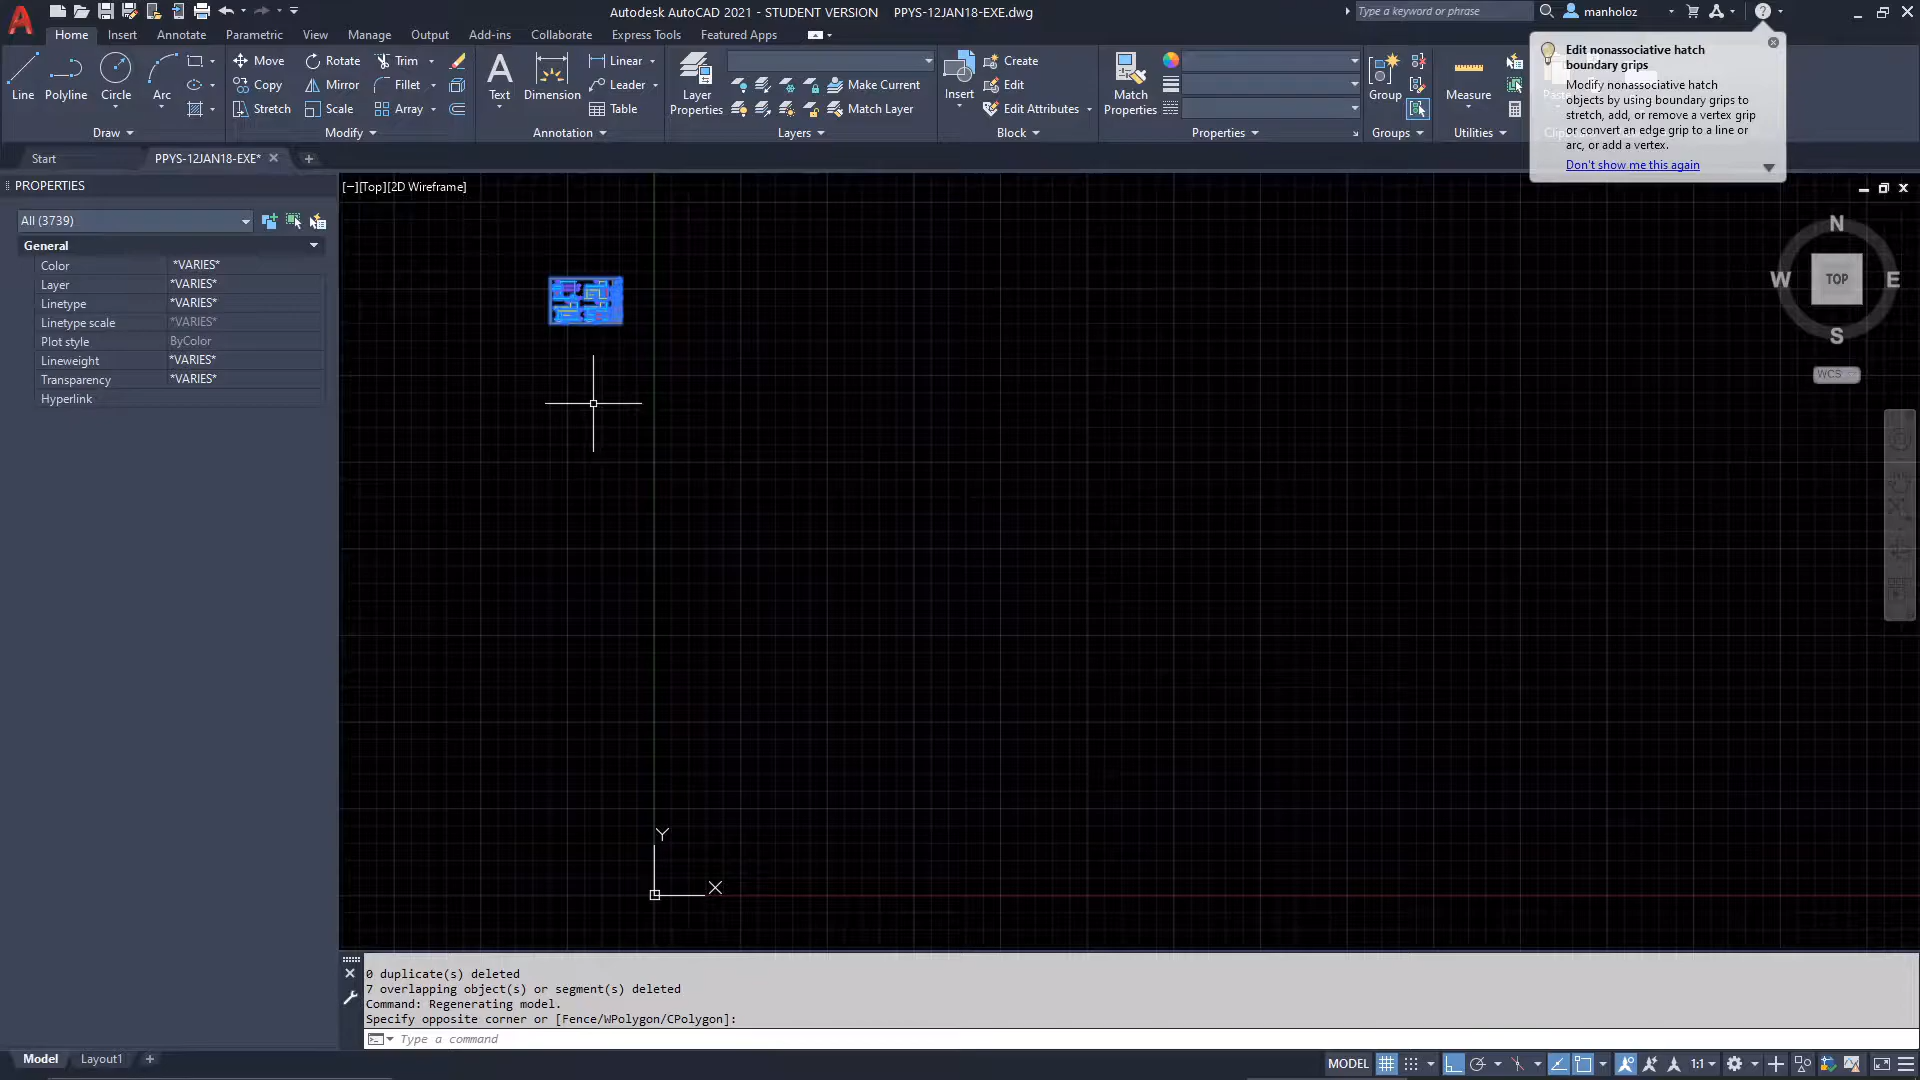 Autodesk AutoCAD 2021 - STUDENT VERSION PPYS-12JAN18-EXE.dwg
Type a keyword or phrase
manholoz
Home Insert Annotate Parametric View Manage Output Add-ins Collaborate Express Tools Featured Apps
Line
Polyline
Circle
Arc
Draw
Move Rotate Trim
Copy Mirror Fillet
Stretch Scale Array
Modify
Text
Dimension
Linear
Leader
Table
Annotation
Layer
Properties
Make Current
Match Layer
Layers
Insert
Create
Edit
Edit Attributes
Block
Match
Properties
Properties
Group
Groups
Measure
Utilities
Edit nonassociative hatch
boundary grips
Modify nonassociative hatch
objects by using boundary grips to
stretch, add, or remove a vertex grip
or convert an edge grip to a line or
arc, or add a vertex.
Don't show me this again
Start
PPYS-12JAN18-EXE*
PROPERTIES
[−][Top][2D Wireframe]
All (3739)
General
Color *VARIES*
Layer *VARIES*
Linetype *VARIES*
Linetype scale *VARIES*
Plot style ByColor
Lineweight *VARIES*
Transparency *VARIES*
Hyperlink
N
W TOP E
S
WCS
Y
X
0 duplicate(s) deleted
7 overlapping object(s) or segment(s) deleted
Command: Regenerating model.
Specify opposite corner or [Fence/WPolygon/CPolygon]:
Type a command
Model Layout1
MODEL
1:1